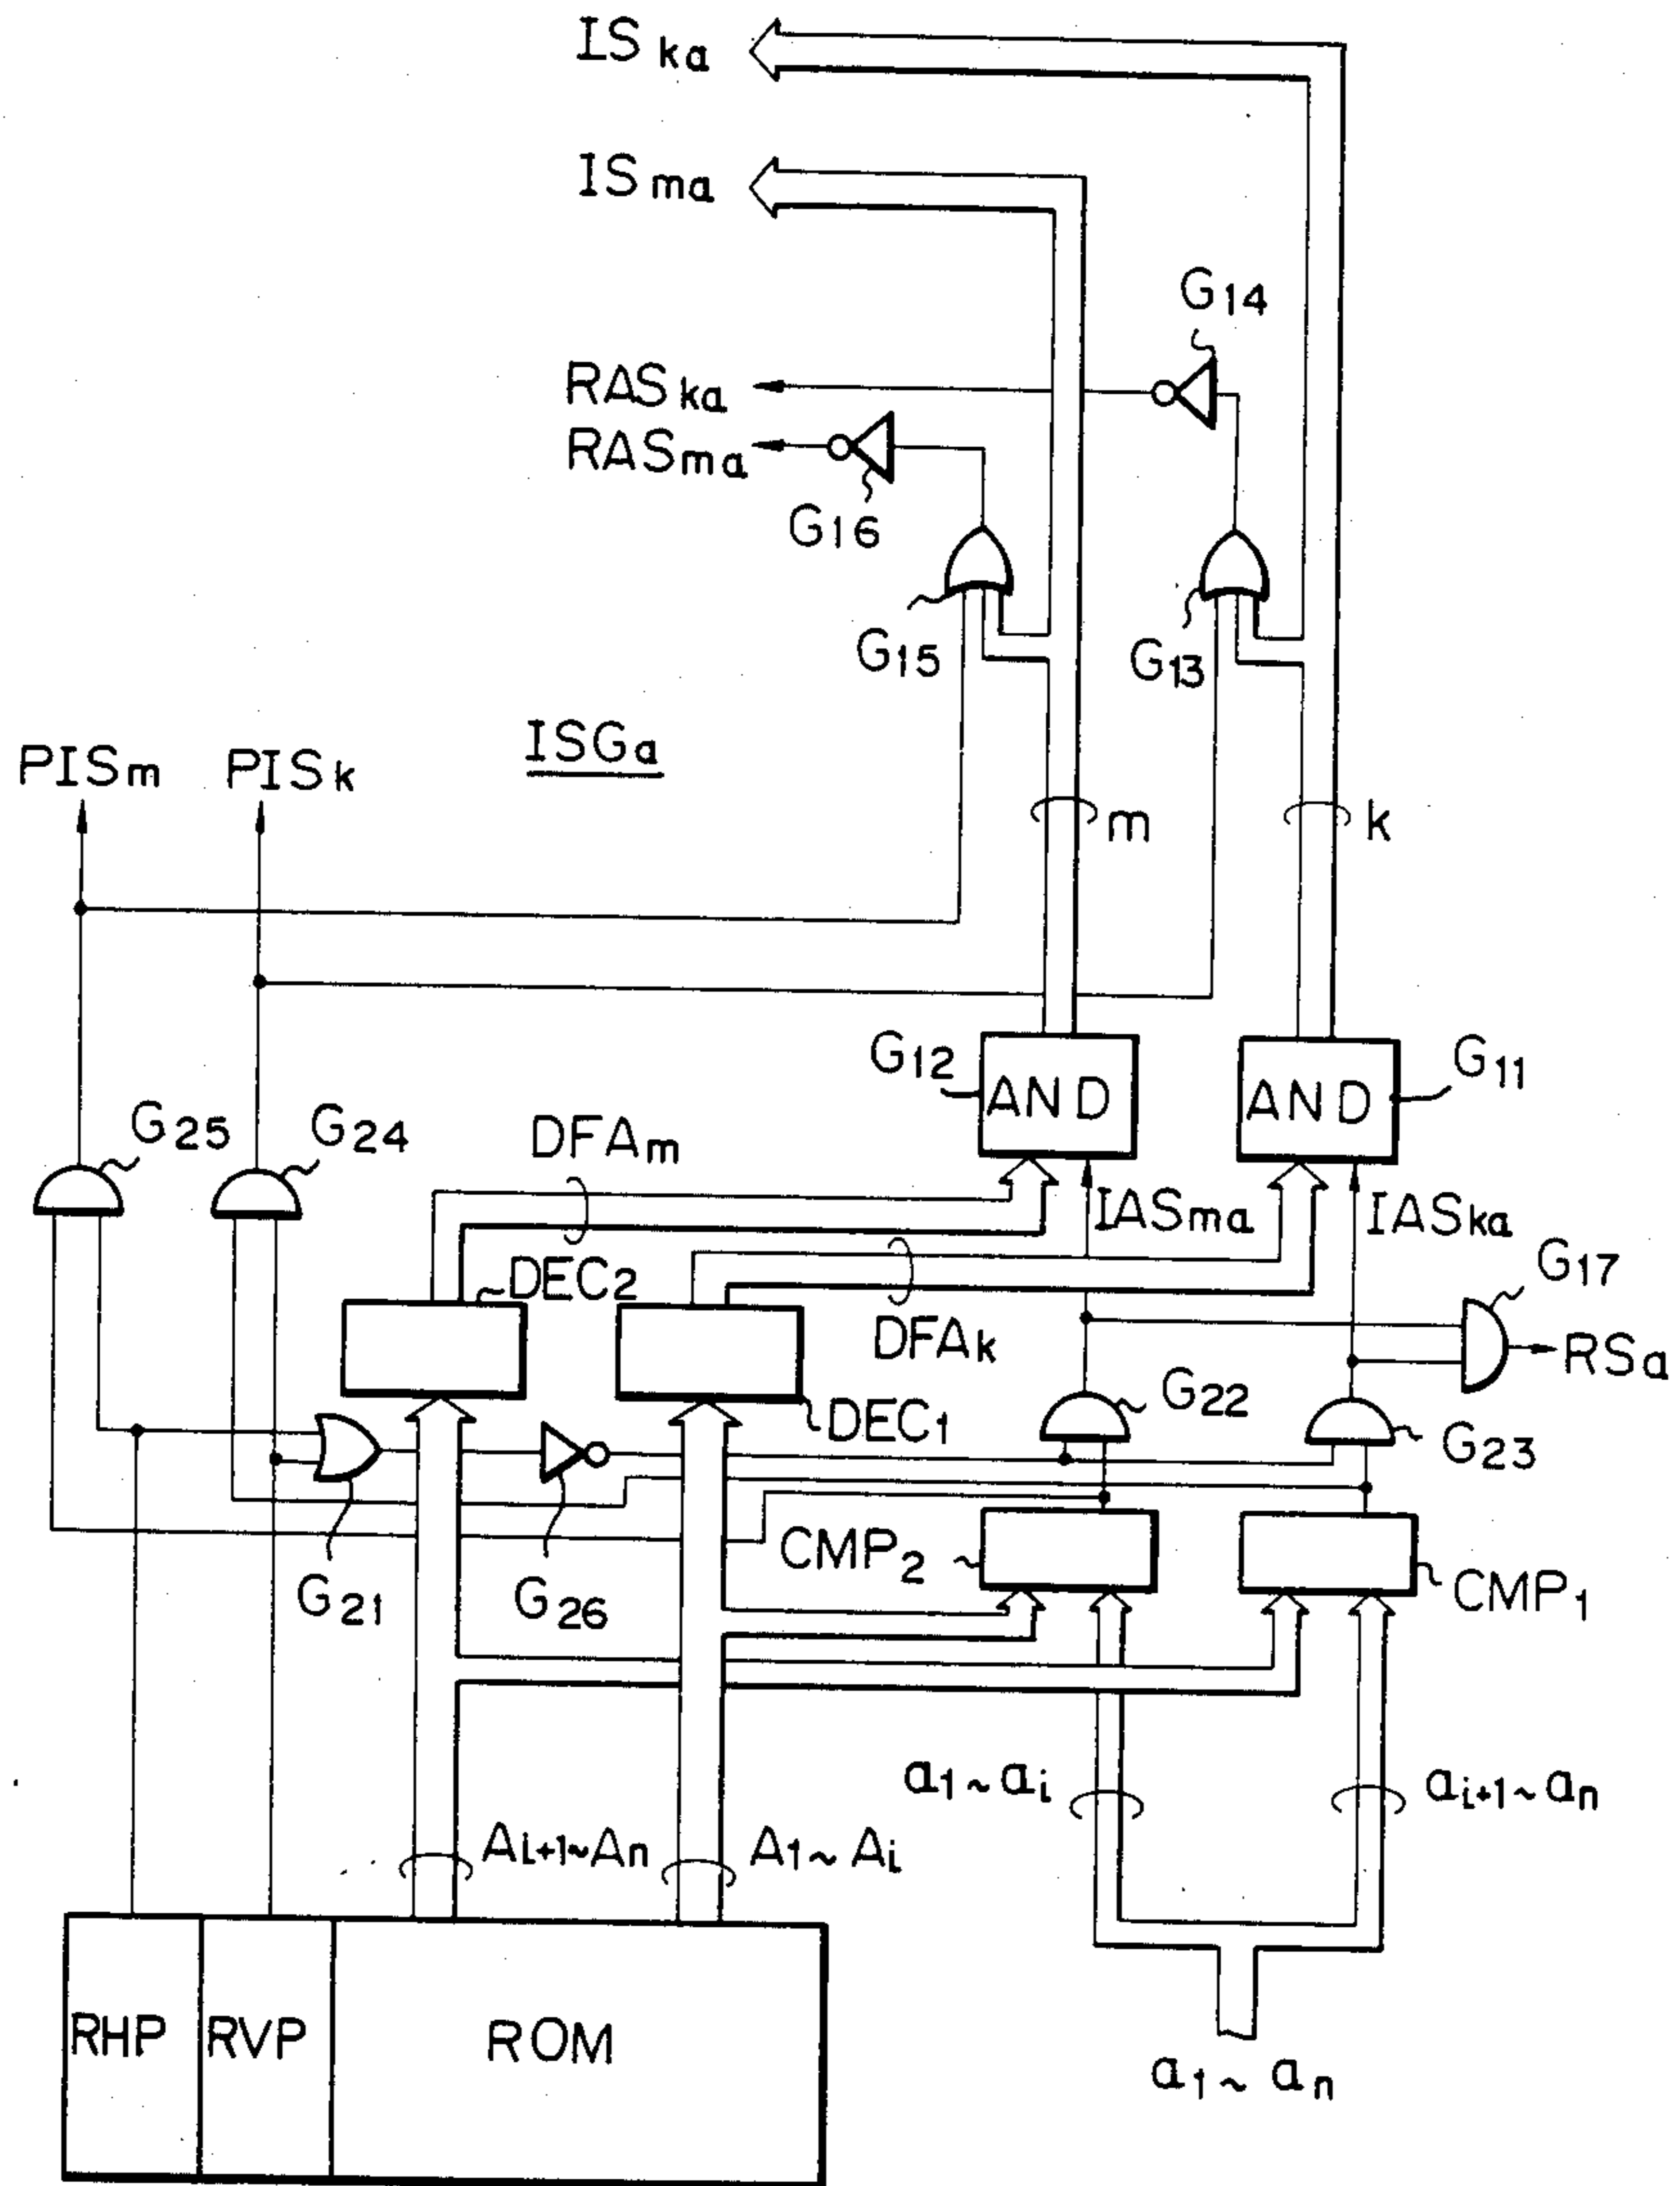 ISka
ISma
G14
RASka
RASma
G16
G15
G13
ISGa
PISm
PISk
m
k
G12
G11
AND
AND
G25
G24
DFAm
IASma
IASka
G17
DEC2
DFAk
RSa
G22
DEC1
G23
CMP2
G21
G26
CMP1
a1~ai
ai+1~an
Ai+1~An
A1~Ai
RHP
RVP
ROM
a1~an